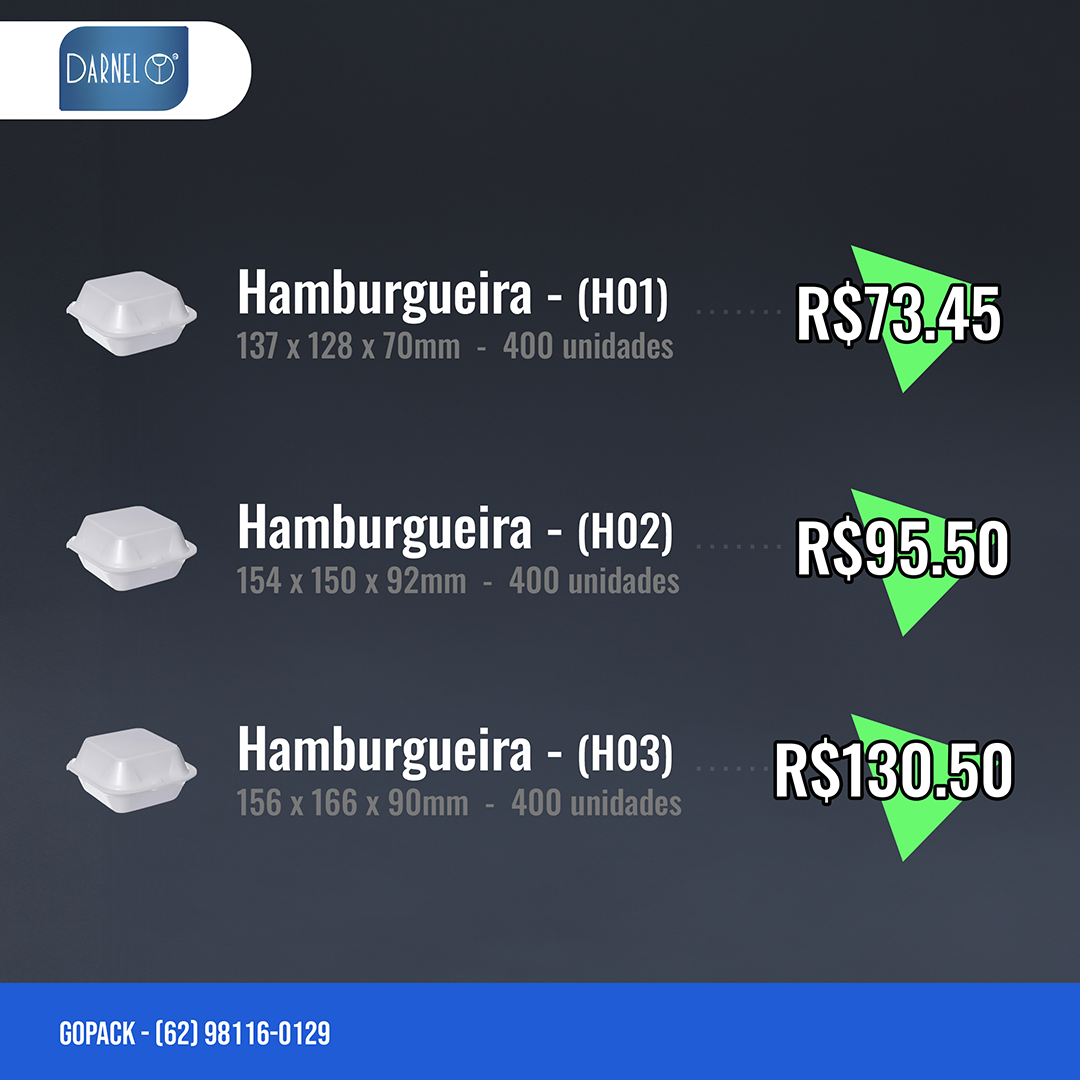 DARNEL
Hamburgueira - (H01)
137 x 128 x 70mm - 400 unidades
R$73.45
Hamburgueira - (H02)
154 x 150 x 92mm - 400 unidades
R$95.50
Hamburgueira - (H03)
156 x 166 x 90mm - 400 unidades
R$130.50
GOPACK - (62) 98116-0129